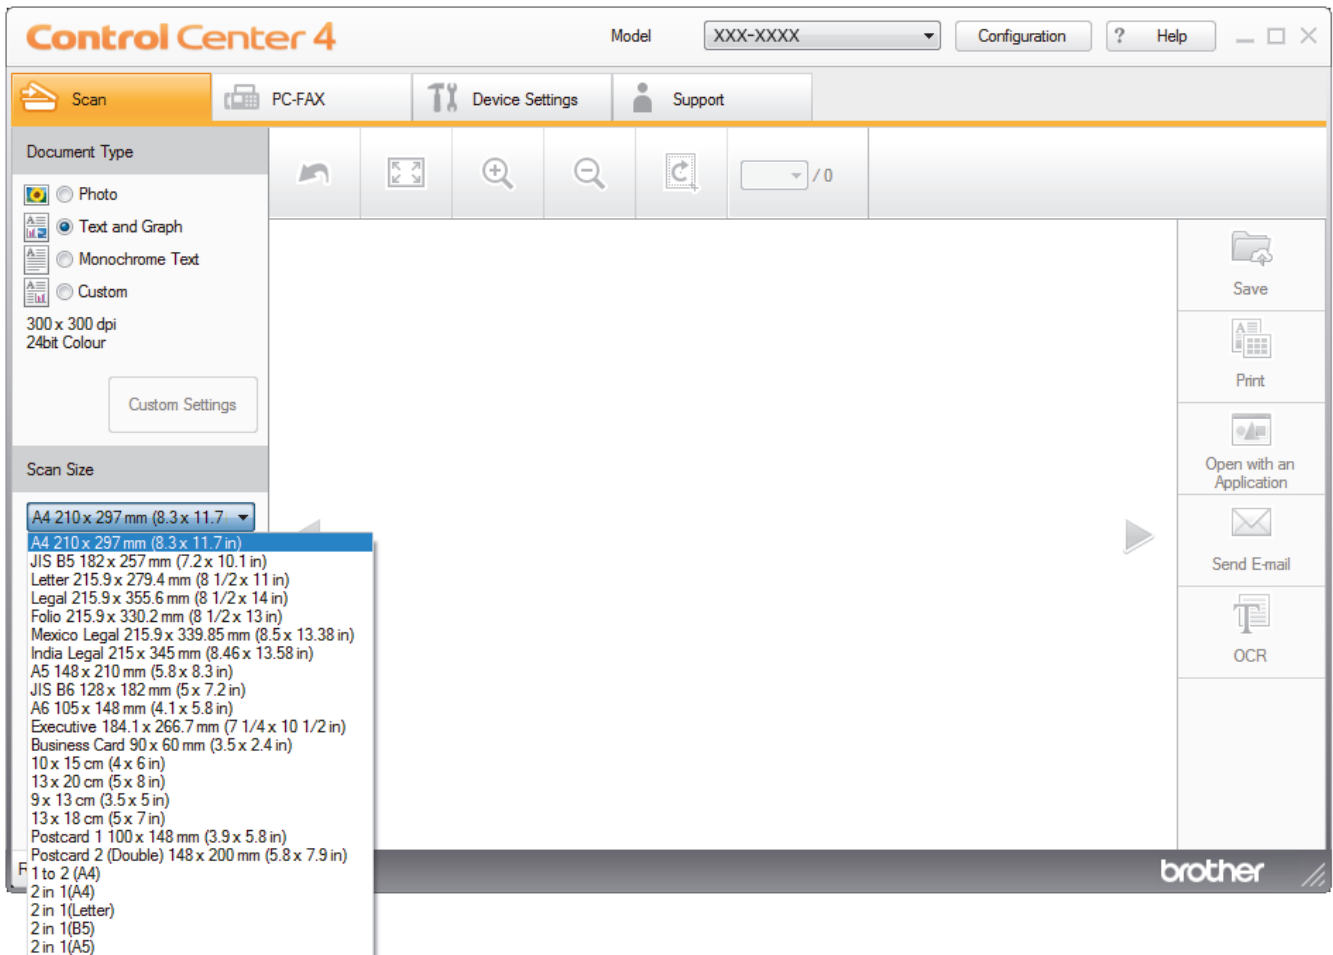 Control Center 4
Model
XXX-XXXX
Configuration
? Help
Scan
PC-FAX
Device Settings
Support
Document Type
/ 0
Photo
Text and Graph
Monochrome Text
Custom
300 x 300 dpi
24bit Colour
Custom Settings
Scan Size
A4 210 x 297 mm (8.3 x 11.7
A4 210 x 297 mm (8.3 x 11.7 in)
JIS B5 182 x 257 mm (7.2 x 10.1 in)
Letter 215.9 x 279.4 mm (8 1/2 x 11 in)
Legal 215.9 x 355.6 mm (8 1/2 x 14 in)
Folio 215.9 x 330.2 mm (8 1/2 x 13 in)
Mexico Legal 215.9 x 339.85 mm (8.5 x 13.38 in)
India Legal 215 x 345 mm (8.46 x 13.58 in)
A5 148 x 210 mm (5.8 x 8.3 in)
JIS B6 128 x 182 mm (5 x 7.2 in)
A6 105 x 148 mm (4.1 x 5.8 in)
Executive 184.1 x 266.7 mm (7 1/4 x 10 1/2 in)
Business Card 90 x 60 mm (3.5 x 2.4 in)
10 x 15 cm (4 x 6 in)
13 x 20 cm (5 x 8 in)
9 x 13 cm (3.5 x 5 in)
13 x 18 cm (5 x 7 in)
Postcard 1 100 x 148 mm (3.9 x 5.8 in)
Postcard 2 (Double) 148 x 200 mm (5.8 x 7.9 in)
1 to 2 (A4)
2 in 1(A4)
2 in 1(Letter)
2 in 1(B5)
2 in 1(A5)
Save
Print
Open with an
Application
Send E-mail
OCR
brother